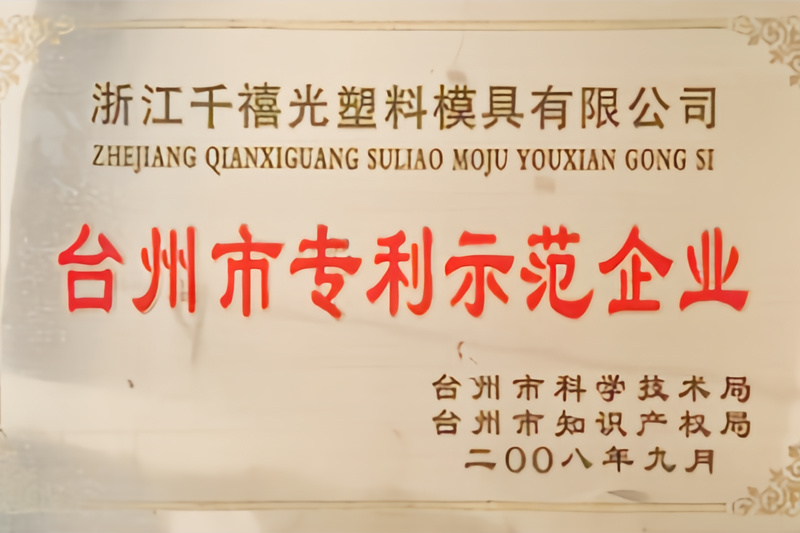 浙江千禧光塑料模具有限公司
ZHEJIANG QIANXIGUANG SULIAO MOJU YOUXIAN GONG SI
台州市专利示范企业
台州市科学技术局
台州市知识产权局
二〇〇八年九月